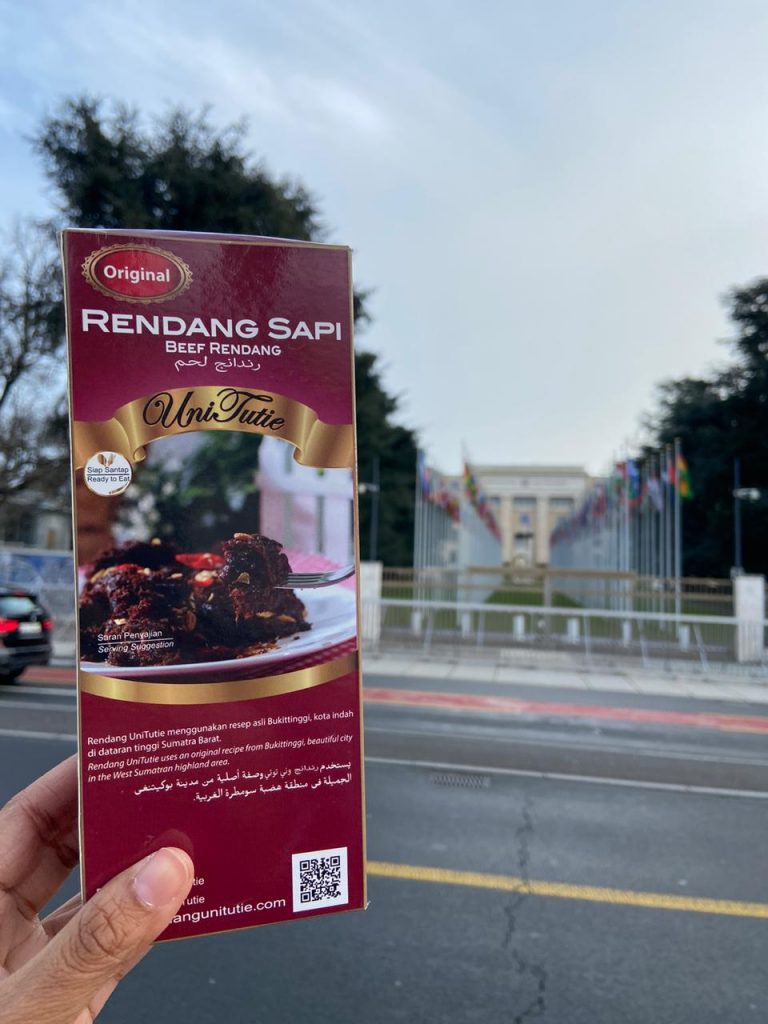 Original
RENDANG SAPI
BEEF RENDANG
رندانج لحم
UniTutie
Siap Santap
Ready to Eat
Saran Penyajian
Serving Suggestion
Rendang UniTutie menggunakan resep asli Bukittinggi, kota indah
di dataran tinggi Sumatra Barat.
Rendang UniTutie uses an original recipe from Bukittinggi, beautiful city
in the West Sumatran highland area.
يستخدم رندانج وني توتي وصفة أصلية من مدينة بوكيتنغي
الجميلة في منطقة هضبة سومطرة الغربية.
tie
utie
angunitutie.com